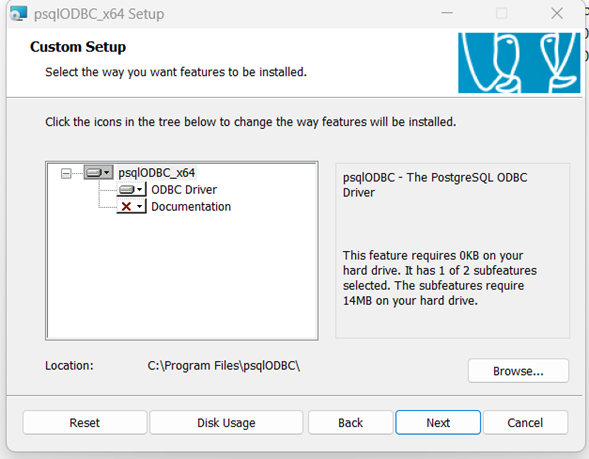 psqlODBC_x64 Setup
Custom Setup
Select the way you want features to be installed.
Click the icons in the tree below to change the way features will be installed.
psqlODBC_x64
ODBC Driver
Documentation
psqlODBC - The PostgreSQL ODBC
Driver
This feature requires 0KB on your
hard drive. It has 1 of 2 subfeatures
selected. The subfeatures require
14MB on your hard drive.
Location:
C:\Program Files\psqlODBC\
Browse...
Reset
Disk Usage
Back
Next
Cancel